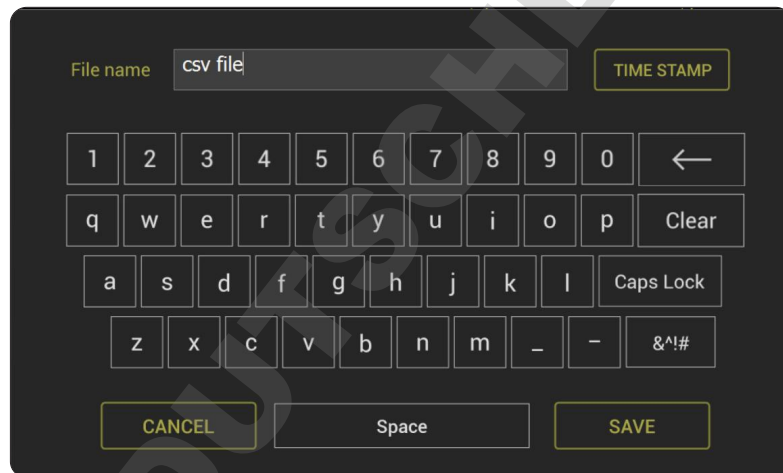 File name csv file TIME STAMP
1 2 3 4 5 6 7 8 9 0 ←
q w e r t y u i o p Clear
a s d f g h j k l Caps Lock
z x c v b n m _ – &^!#
CANCEL Space SAVE